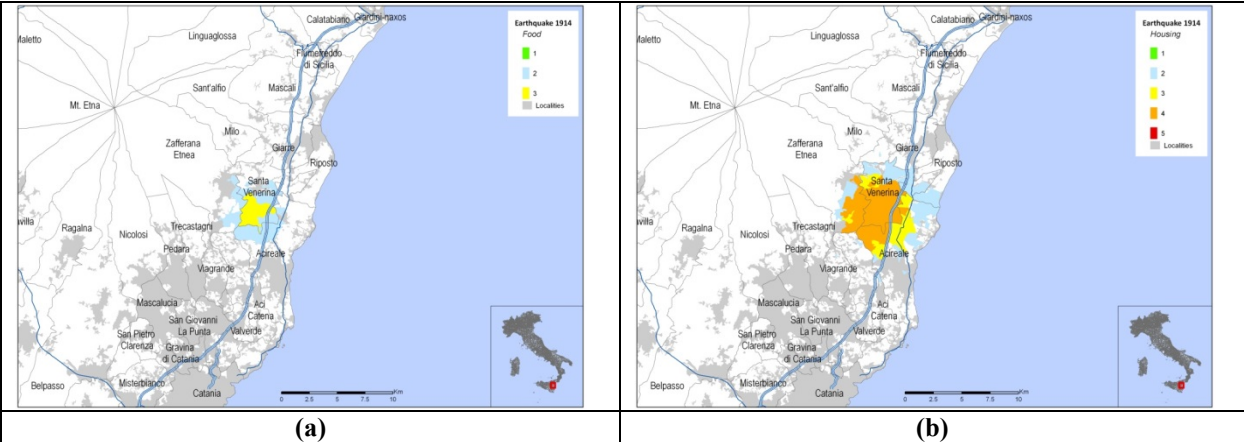 Calatabiano
Giardini-naxos
Maletto
Linguaglossa
Fiumefreddo
di Sicilia
Sant'alfio
Mascali
Mt. Etna
Milo
Zafferana
Etnea
Giarre
Riposto
Santa
Venerina
Ragalna
Nicolosi
Trecastagni
Pedara
Acireale
Viagrande
Mascalucia
Aci
Catena
San Giovanni
La Punta
San Pietro
Clarenza
Valverde
Gravina
di Catania
Belpasso
Misterbianco
Catania
Earthquake 1914
Food
1
2
3
Localities
0 2.5 5 7.5 10
Km
(a)
Calatabiano
Giardini-naxos
Maletto
Linguaglossa
Fiumefreddo
di Sicilia
Sant'alfio
Mascali
Mt. Etna
Milo
Zafferana
Etnea
Giarre
Riposto
Santa
Venerina
Ragalna
Nicolosi
Trecastagni
Pedara
Acireale
Viagrande
Mascalucia
Aci
Catena
San Giovanni
La Punta
San Pietro
Clarenza
Valverde
Gravina
di Catania
Belpasso
Misterbianco
Catania
Earthquake 1914
Housing
1
2
3
4
5
Localities
0 2.5 5 7.5 10
Km
(b)